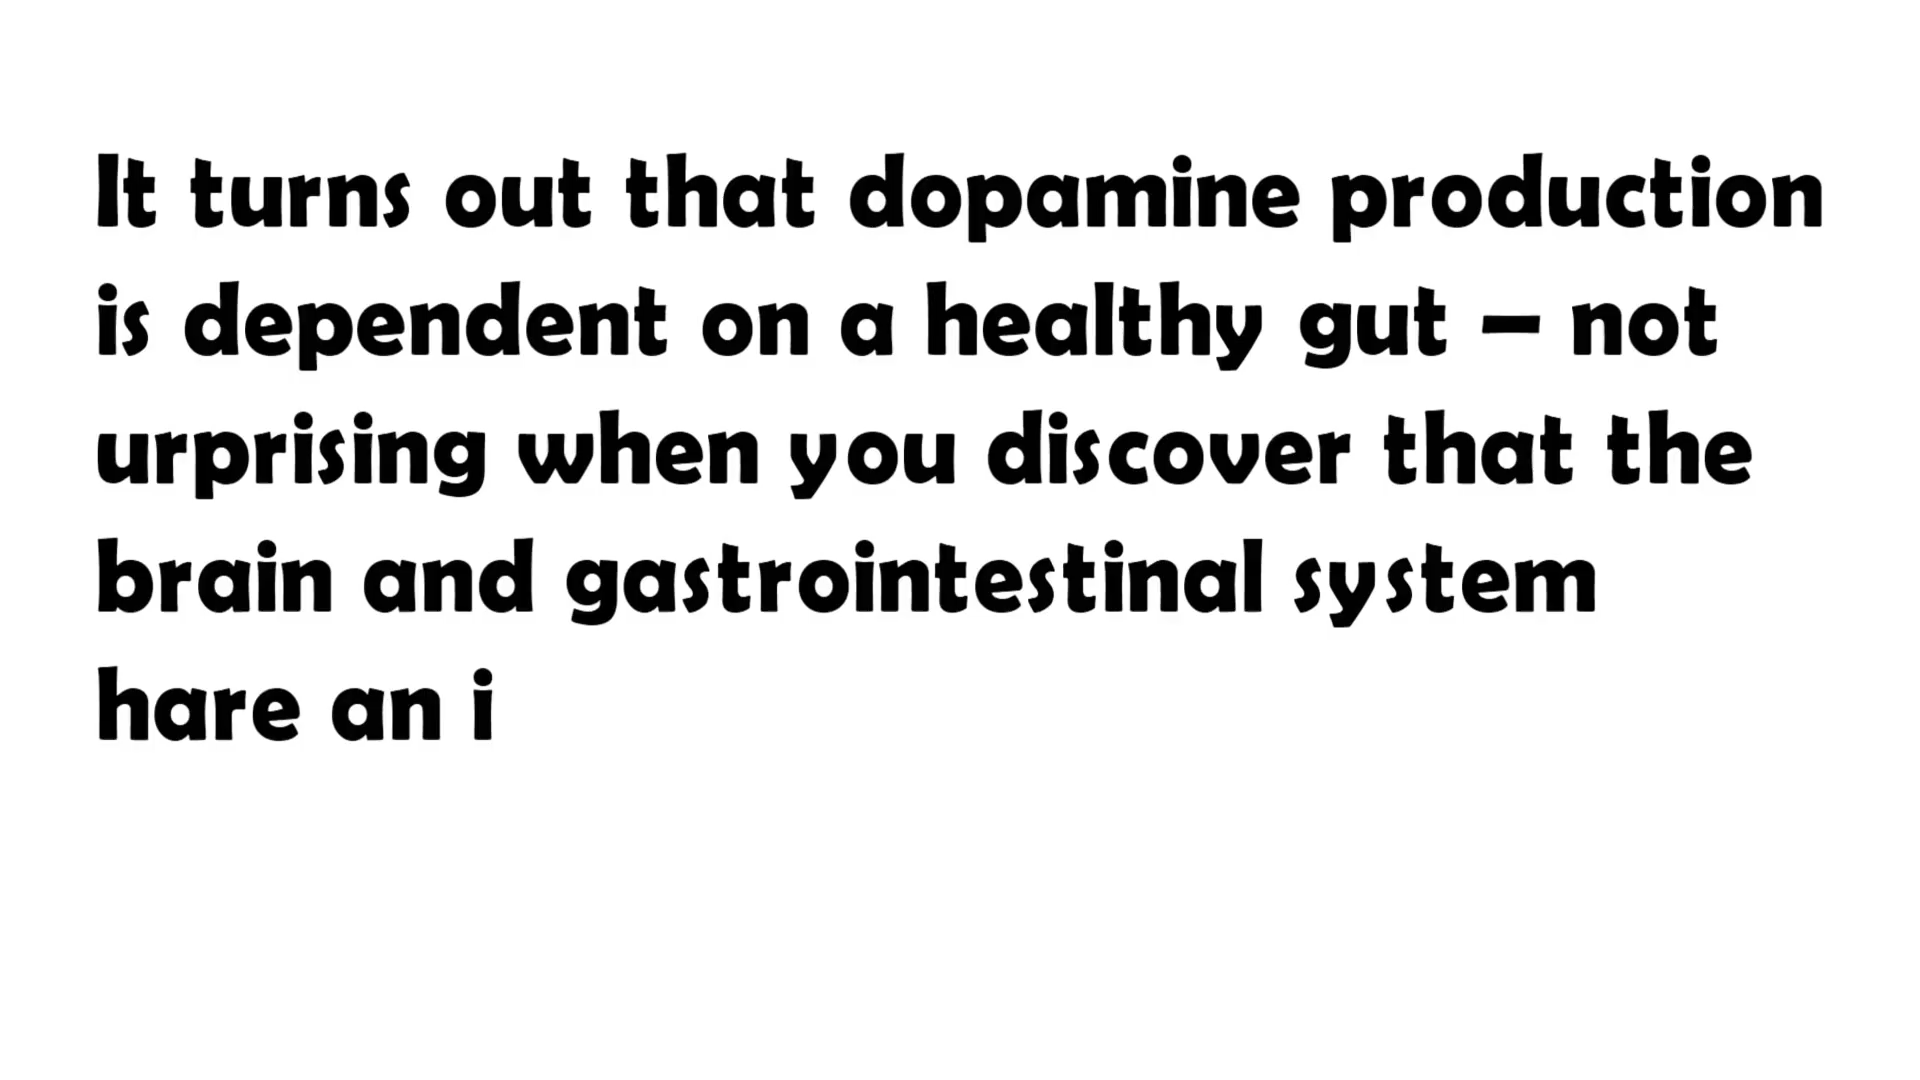 It turns out that dopamine production
is dependent on a healthy gut – not
urprising when you discover that the
brain and gastrointestinal system
hare an i